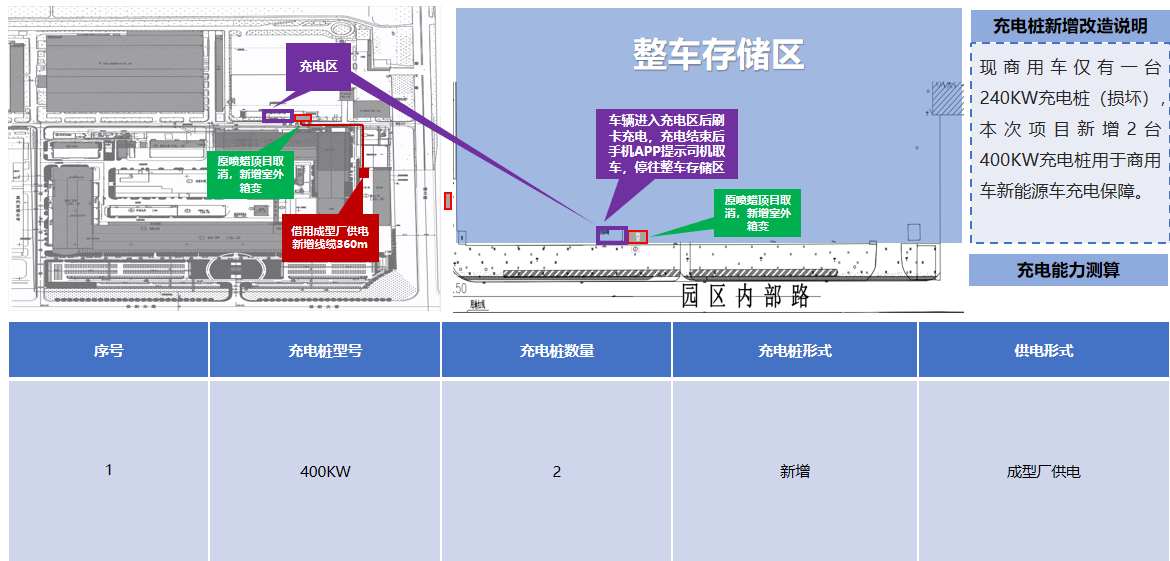 充电区
原喷蜡顶目取
消，新增室外
箱变
借用成型厂供电
新增线缆360m
整车存储区
车辆进入充电区后刷
卡充电，充电结束后
手机APP提示司机取
车，停往整车存储区
原喷蜡顶目取
消，新增室外
箱变
.50
园区内部路
充电桩新增改造说明
现商用车仅有一台
240KW充电桩（损坏），
本次项目新增2台
400KW充电桩用于商用
车新能源车充电保障。
充电能力测算
序号 充电桩型号 充电桩数量 充电桩形式 供电形式
1 400KW 2 新增 成型厂供电